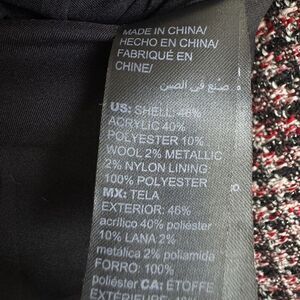 MADE IN CHINA/
HECHO EN CHINA/
FABRIQUÉ EN
CHINE/
صنع في الصين
US: SHELL: 46%
ACRYLIC 40%
POLYESTER 10%
WOOL 2% METALLIC
2% NYLON LINING:
100% POLYESTER
MX: TELA
EXTERIOR: 46%
acrílico 40% poliéster
10% LANA 2%
metálica 2% poliamida
FORRO: 100%
poliéster CA: ÉTOFFE
EXTÉRIEURE: 46%